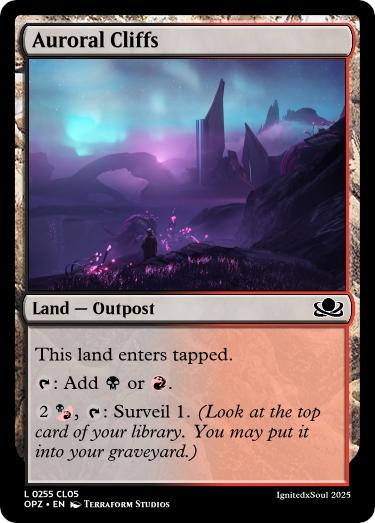 Auroral Cliffs
Land — Outpost
This land enters tapped.
: Add or .
2 , : Surveil 1. (Look at the top
card of your library. You may put it
into your graveyard.)
L 0255 CL05
OPZ • EN Terraform Studios
IgnitedxSoul 2025